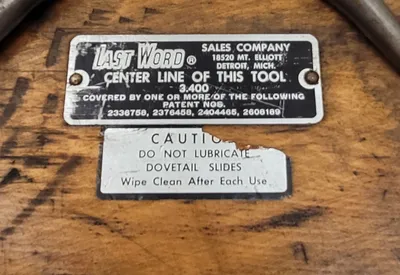 LAST WORD ® SALES COMPANY
18520 MT. ELLIOTT
DETROIT, MICH.
CENTER LINE OF THIS TOOL
3.400
COVERED BY ONE OR MORE OF THE FOLLOWING
PATENT NOS.
2336758, 2376458, 2404465, 2608189
CAUTIO
DO NOT LUBRICATE
DOVETAIL SLIDES
Wipe Clean After Each Use